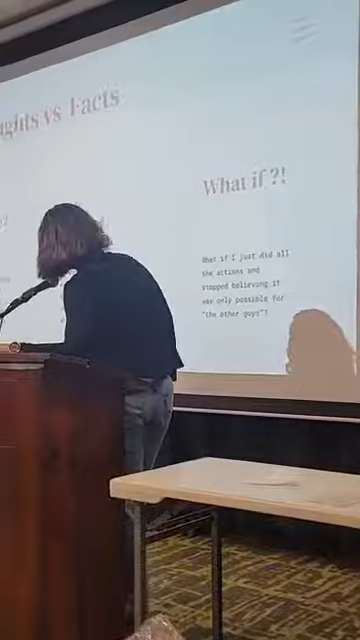 ughts vs Facts
What if ?!
What if I just did all
the actions and
stopped believing it
was only possible for
"the other guys"?